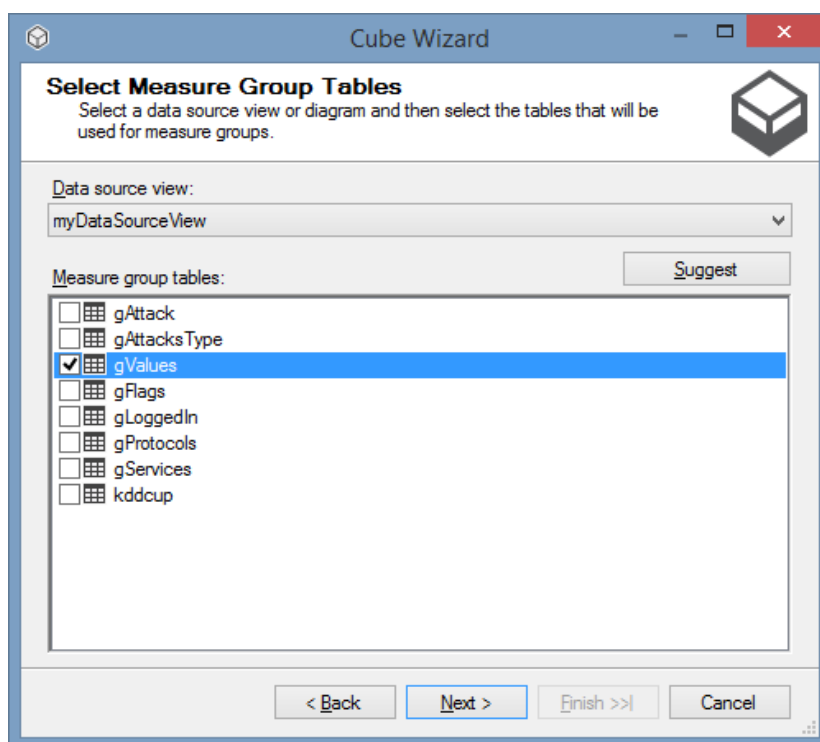 Cube Wizard
Select Measure Group Tables
Select a data source view or diagram and then select the tables that will be
used for measure groups.
Data source view:
myDataSourceView
Measure group tables:
Suggest
gAttack
gAttacksType
gValues
gFlags
gLoggedIn
gProtocols
gServices
kddcup
< Back
Next >
Finish >>|
Cancel